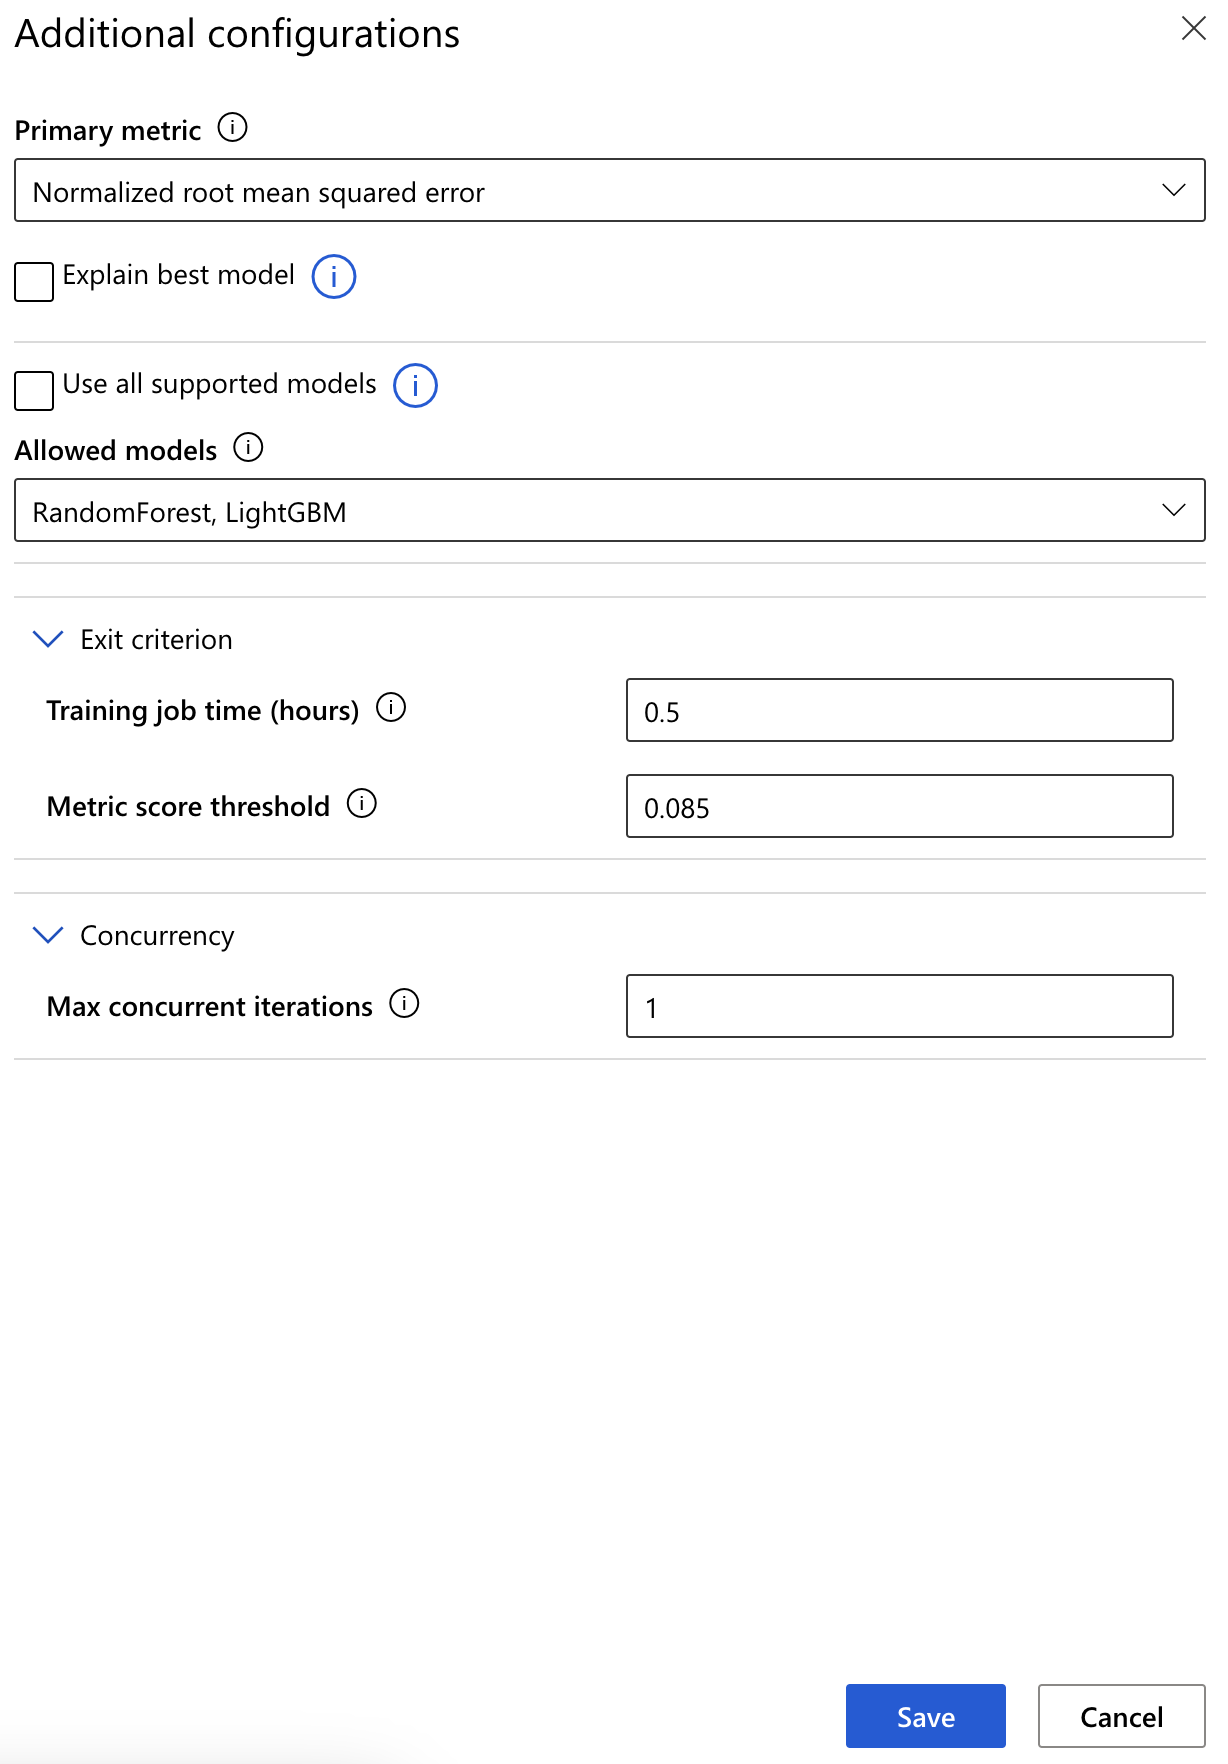 Additional configurations
Primary metric
Normalized root mean squared error
Explain best model
Use all supported models
Allowed models
RandomForest, LightGBM
Exit criterion
Training job time (hours)
0.5
Metric score threshold
0.085
Concurrency
Max concurrent iterations
1
Save
Cancel